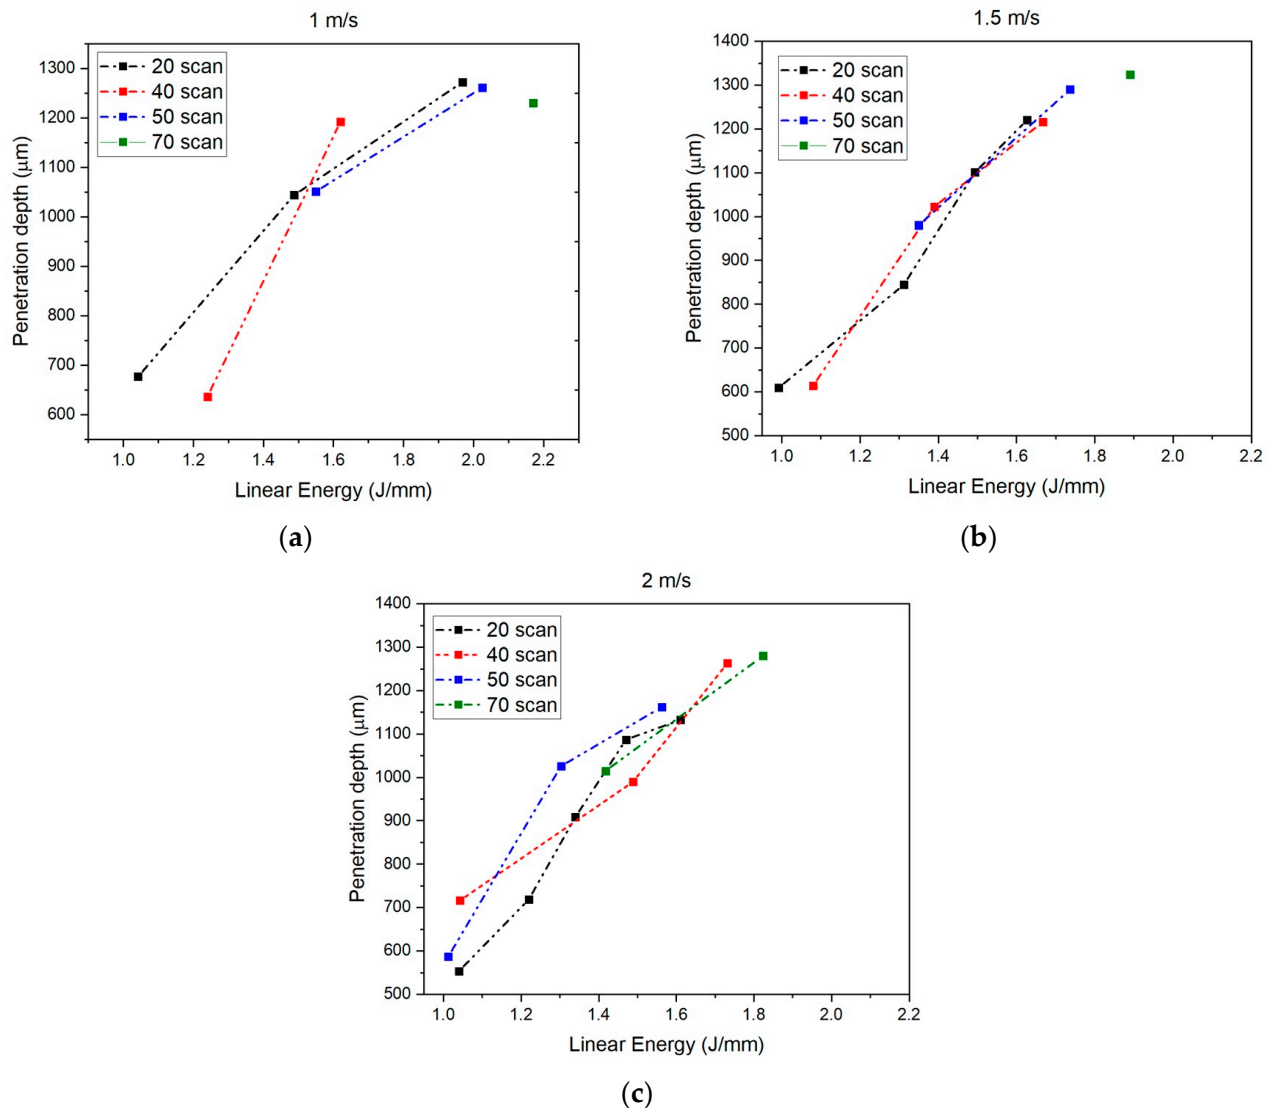 1 m/s
20 scan
40 scan
50 scan
70 scan
1300
1200
1100
1000
900
800
700
600
Penetration depth (μm)
1.0 1.2 1.4 1.6 1.8 2.0 2.2
Linear Energy (J/mm)
(a)
1.5 m/s
20 scan
40 scan
50 scan
70 scan
1400
1300
1200
1100
1000
900
800
700
600
500
Penetration depth (μm)
1.0 1.2 1.4 1.6 1.8 2.0 2.2
Linear Energy (J/mm)
(b)
2 m/s
20 scan
40 scan
50 scan
70 scan
1400
1300
1200
1100
1000
900
800
700
600
500
Penetration depth (μm)
1.0 1.2 1.4 1.6 1.8 2.0 2.2
Linear Energy (J/mm)
(c)